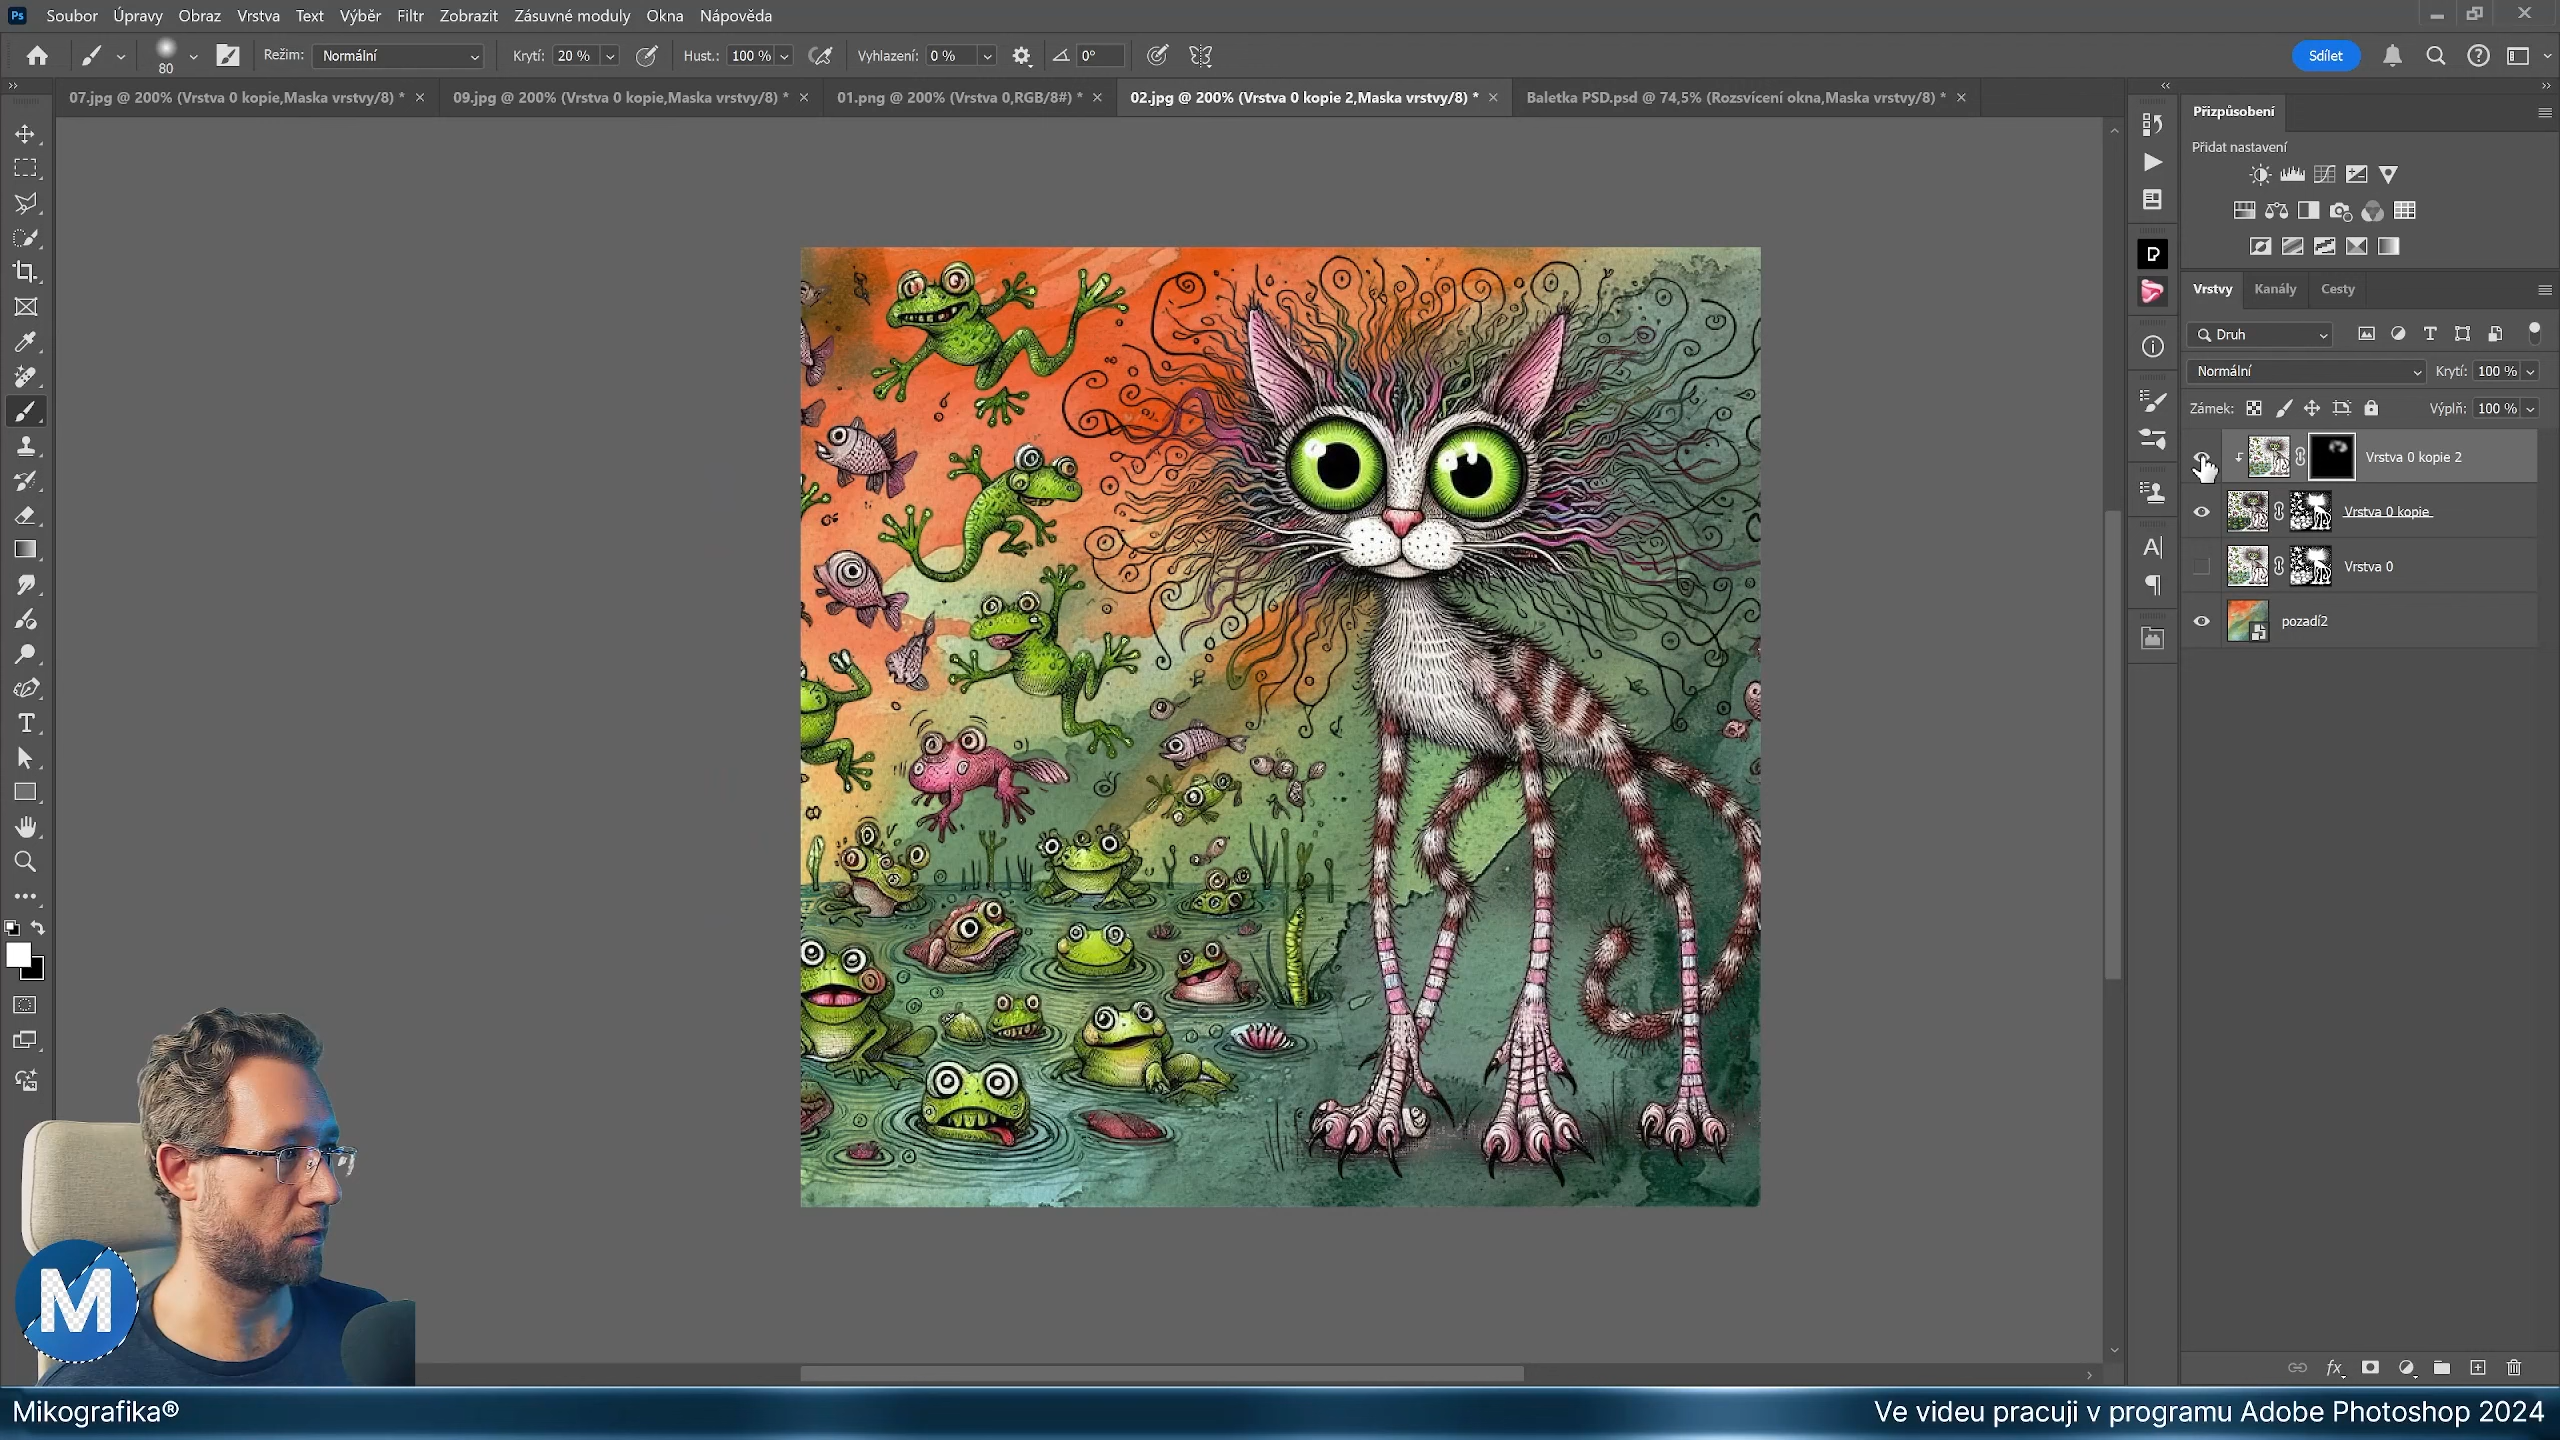 Ps Soubor Úpravy Obraz Vrstva Text Výběr Filtr Zobrazit Zásuvné moduly Okna Nápověda
80 Režim: Normální Krytí: 20 % Hust.: 100 % Vyhlazení: 0 % 0° Sdílet
07.jpg @ 200% (Vrstva 0 kopie,Maska vrstvy/8) * 09.jpg @ 200% (Vrstva 0 kopie,Maska vrstvy/8) * 01.png @ 200% (Vrstva 0,RGB/8#) * 02.jpg @ 200% (Vrstva 0 kopie 2,Maska vrstvy/8) * Baletka PSD.psd @ 74,5% (Rozsvícení okna,Maska vrstvy/8) *
Přizpůsobení
Přidat nastavení
Vrstvy Kanály Cesty
Druh
Normální Krytí: 100 %
Zámek: Výplň: 100 %
Vrstva 0 kopie 2
Vrstva 0 kopie
Vrstva 0
pozadí2
fx
M
Mikografika®
Ve videu pracuji v programu Adobe Photoshop 2024